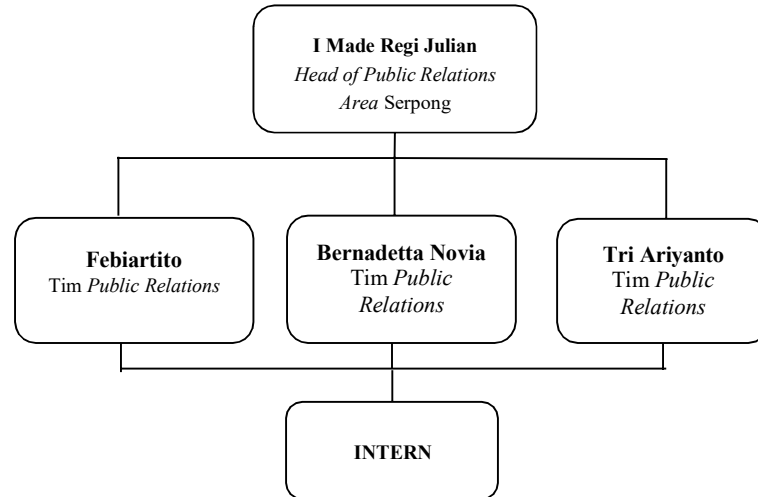 I Made Regi Julian
Head of Public Relations
Area Serpong
Febiartito
Tim Public Relations
Bernadetta Novia
Tim Public
Relations
Tri Ariyanto
Tim Public
Relations
INTERN